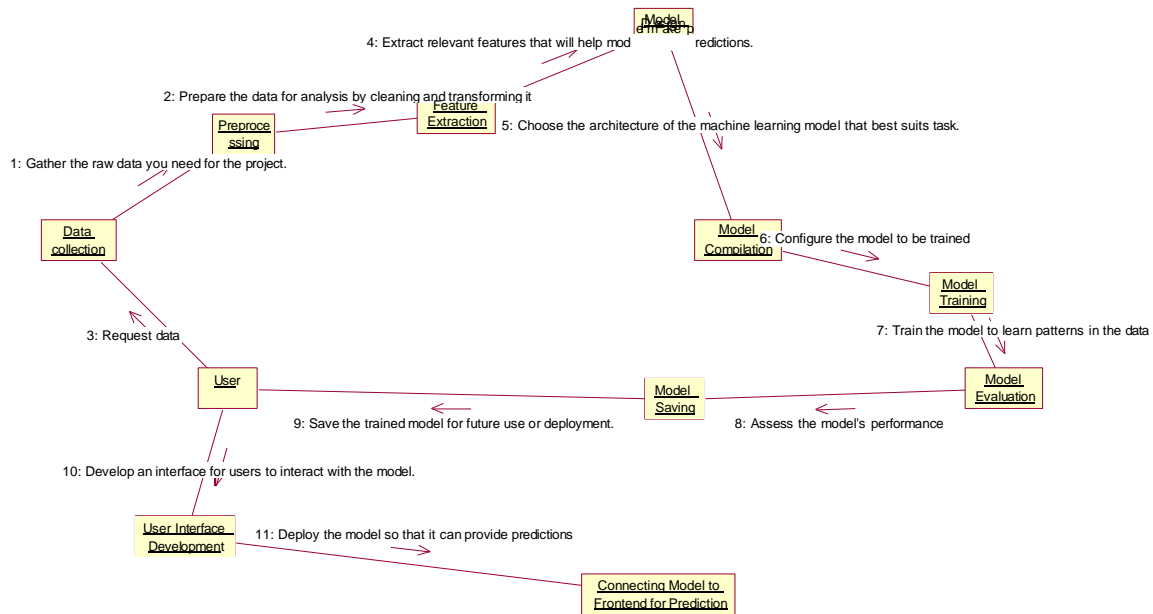 Model
Design
4: Extract relevant features that will help mod
e make p
redictions.
2: Prepare the data for analysis by cleaning and transforming it
Feature
Extraction
Preproce
ssing
5: Choose the architecture of the machine learning model that best suits task.
1: Gather the raw data you need for the project.
Data
collection
Model
Compilation
6: Configure the model to be trained
Model
Training
7: Train the model to learn patterns in the data
3: Request data
User
Model
Saving
Model
Evaluation
9: Save the trained model for future use or deployment.
8: Assess the model's performance
10: Develop an interface for users to interact with the model.
User Interface
Development
11: Deploy the model so that it can provide predictions
Connecting Model to
Frontend for Prediction